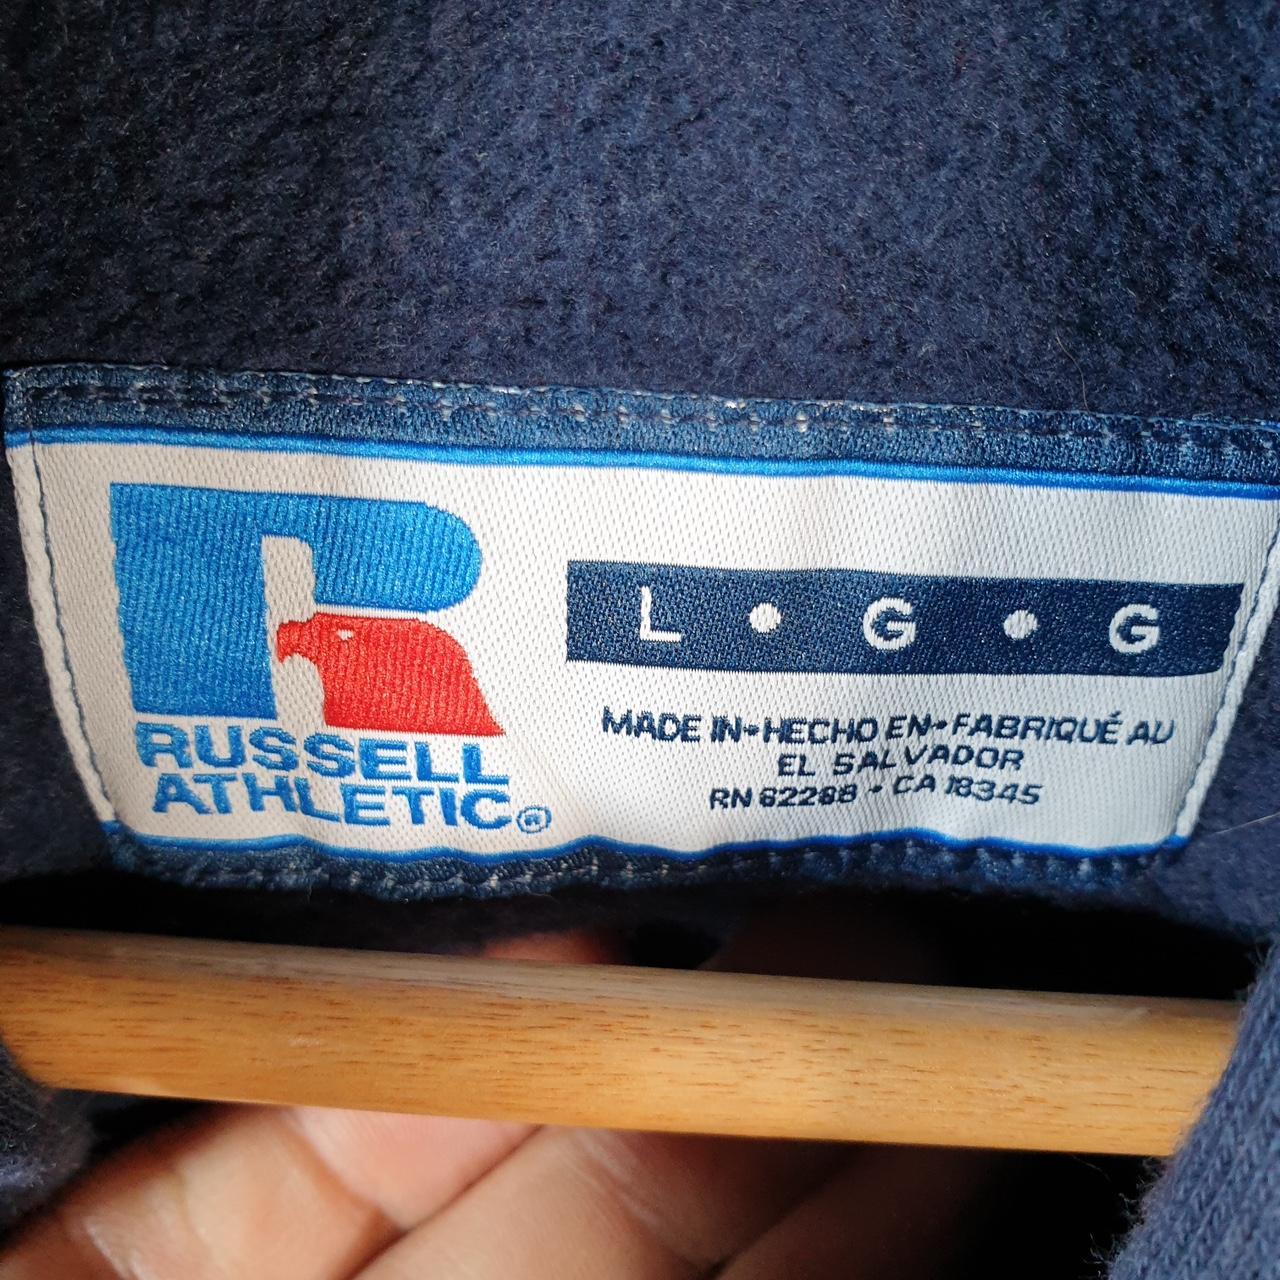 RUSSELL
ATHLETIC®
L • G • G
MADE IN • HECHO EN • FABRIQUÉ AU
EL SALVADOR
RN 62288 • CA 18345